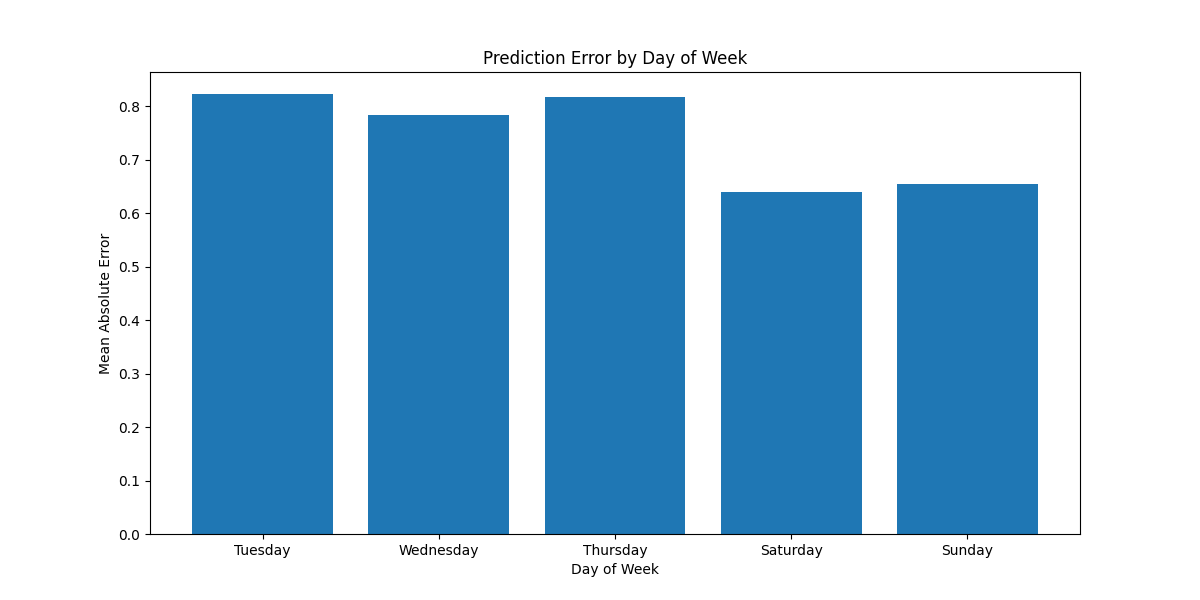 Prediction Error by Day of Week
Mean Absolute Error
0.8
0.7
0.6
0.5
0.4
0.3
0.2
0.1
0.0
Tuesday Wednesday Thursday Saturday Sunday
Day of Week